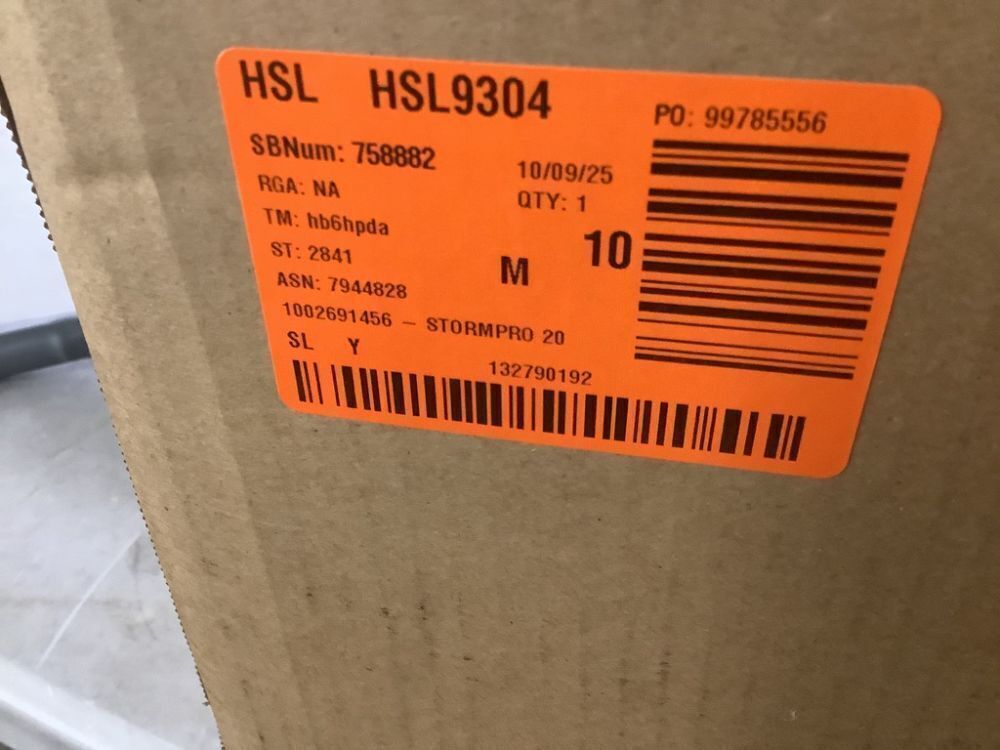 HSL HSL9304
PO: 99785556
SBNum: 758882
10/09/25
RGA: NA
QTY: 1
TM: hb6hpda
ST: 2841
M 10
ASN: 7944828
1002691456 – STORMPRO 20
SL Y
132790192